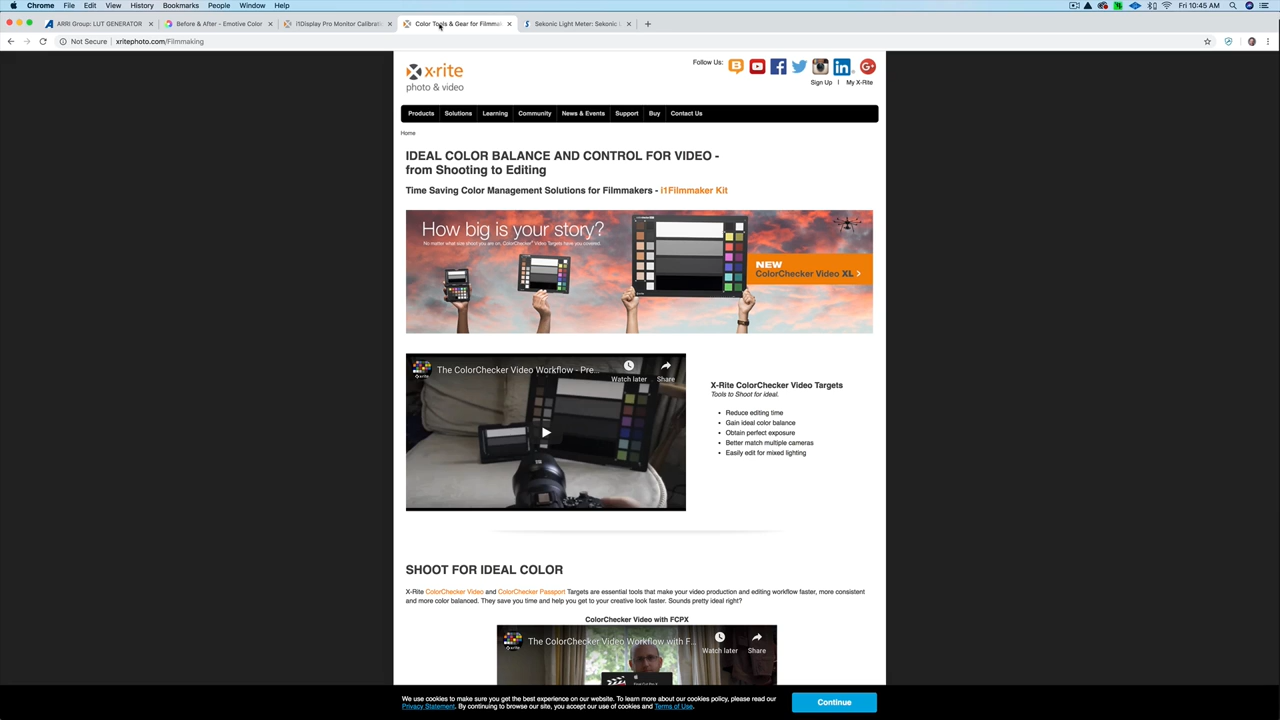 Chrome File Edit View History Bookmarks People Window Help
Fri 10:45 AM
ARRI Group: LUT GENERATOR
Before & After - Emotive Color
i1Display Pro Monitor Calibrati
Color Tools & Gear for Filmma
Sekonic Light Meter: Sekonic L
Not Secure xritephoto.com/Filmmaking
x·rite
photo & video
Follow Us:
Sign Up | My X-Rite
Products Solutions Learning Community News & Events Support Buy Contact Us
Home
IDEAL COLOR BALANCE AND CONTROL FOR VIDEO -
from Shooting to Editing
Time Saving Color Management Solutions for Filmmakers - i1Filmmaker Kit
How big is your story?
No matter what size shoot you are on, ColorChecker® Video Targets have you covered.
NEW
ColorChecker Video XL >
The ColorChecker Video Workflow - Pre...
Watch later Share
X-Rite ColorChecker Video Targets
Tools to Shoot for ideal.
• Reduce editing time
• Gain ideal color balance
• Obtain perfect exposure
• Better match multiple cameras
• Easily edit for mixed lighting
SHOOT FOR IDEAL COLOR
X-Rite ColorChecker Video and ColorChecker Passport Targets are essential tools that make your video production and editing workflow faster, more consistent
and more color balanced. They save you time and help you get to your creative look faster. Sounds pretty ideal right?
ColorChecker Video with FCPX
The ColorChecker Video Workflow with F...
Watch later Share
We use cookies to make sure you get the best experience on our website. To learn more about our cookies policy, please read our
Privacy Statement. By continuing to browse our site, you accept our use of cookies and Terms of Use.
Continue